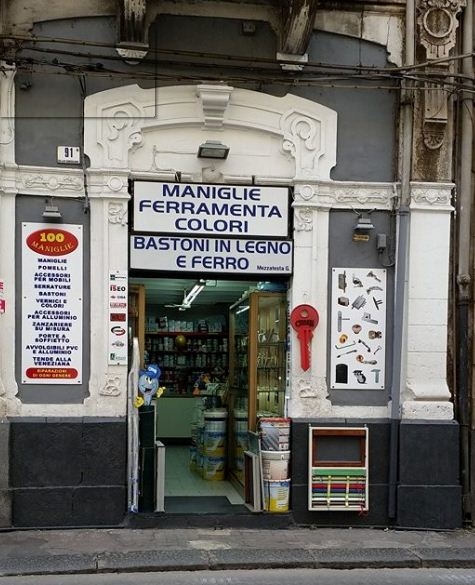 91
MANIGLIE
FERRAMENTA
COLORI
BASTONI IN LEGNO
E FERRO
Mezzatesta G.
100
MANIGLIE
MANIGLIE
POMELLI
ACCESSORI
PER MOBILI
SERRATURE
BASTONI
VERNICI E
COLORI
ACCESSORI
PER ALLUMINIO
ZANZARIERE
SU MISURA
PORTE A
SOFFIETTO
AVVOLGIBILI PVC
E ALLUMINIO
TENDE ALLA
VENEZIANA
RIPARAZIONI
DI OGNI GENERE
ISEO